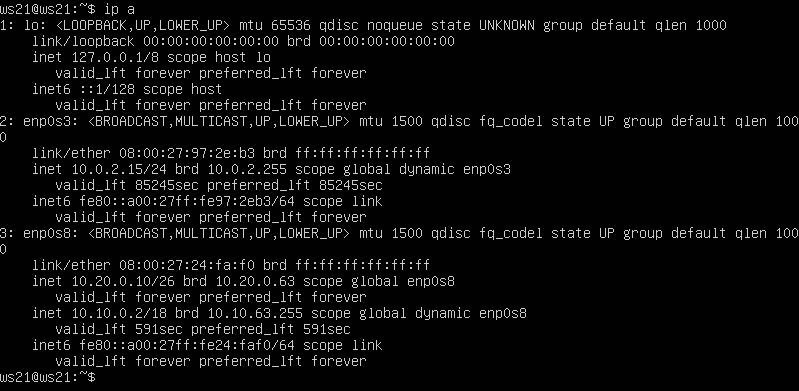 ws21@ws21:~$ ip a
1: lo: <LOOPBACK,UP,LOWER_UP> mtu 65536 qdisc noqueue state UNKNOWN group default qlen 1000
    link/loopback 00:00:00:00:00:00 brd 00:00:00:00:00:00
    inet 127.0.0.1/8 scope host lo
       valid_lft forever preferred_lft forever
    inet6 ::1/128 scope host
       valid_lft forever preferred_lft forever
2: enp0s3: <BROADCAST,MULTICAST,UP,LOWER_UP> mtu 1500 qdisc fq_codel state UP group default qlen 100
0
    link/ether 08:00:27:97:2e:b3 brd ff:ff:ff:ff:ff:ff
    inet 10.0.2.15/24 brd 10.0.2.255 scope global dynamic enp0s3
       valid_lft 85245sec preferred_lft 85245sec
    inet6 fe80::a00:27ff:fe97:2eb3/64 scope link
       valid_lft forever preferred_lft forever
3: enp0s8: <BROADCAST,MULTICAST,UP,LOWER_UP> mtu 1500 qdisc fq_codel state UP group default qlen 100
0
    link/ether 08:00:27:24:fa:f0 brd ff:ff:ff:ff:ff:ff
    inet 10.20.0.10/26 brd 10.20.0.63 scope global enp0s8
       valid_lft forever preferred_lft forever
    inet 10.10.0.2/18 brd 10.10.63.255 scope global dynamic enp0s8
       valid_lft 591sec preferred_lft 591sec
    inet6 fe80::a00:27ff:fe24:faf0/64 scope link
       valid_lft forever preferred_lft forever
ws21@ws21:~$